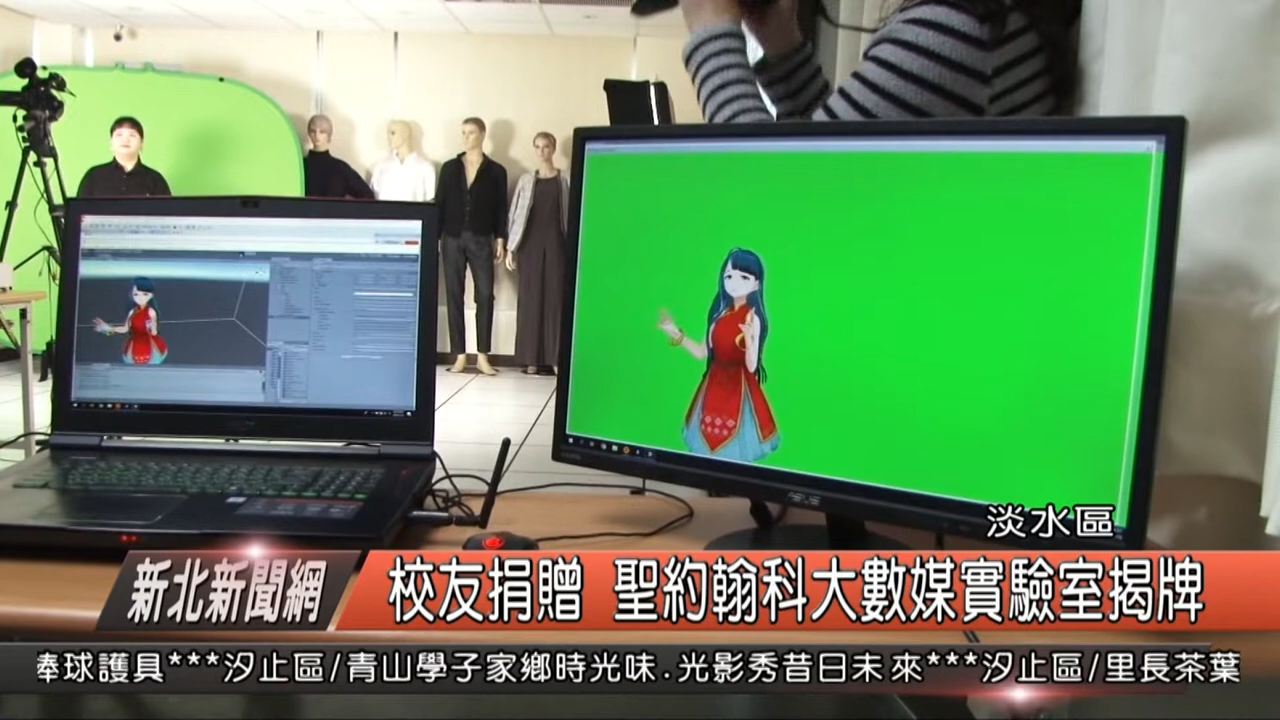 ASUS
淡水區
新北新聞網
校友捐贈 聖約翰科大數媒實驗室揭牌
棒球護具***汐止區/青山學子家鄉時光味.光影秀昔日未來***汐止區/里長茶葉